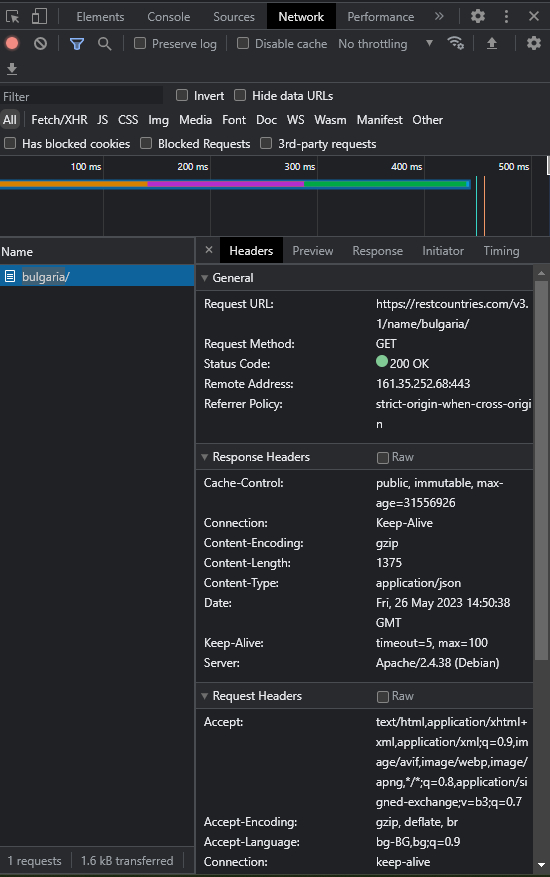 Elements Console Sources Network Performance »
Preserve log Disable cache No throttling
Filter Invert Hide data URLs
All Fetch/XHR JS CSS Img Media Font Doc WS Wasm Manifest Other
Has blocked cookies Blocked Requests 3rd-party requests
100 ms 200 ms 300 ms 400 ms 500 ms
Name
bulgaria/
× Headers Preview Response Initiator Timing
General
Request URL: https://restcountries.com/v3.
1/name/bulgaria/
Request Method: GET
Status Code: 200 OK
Remote Address: 161.35.252.68:443
Referrer Policy: strict-origin-when-cross-origi
n
Response Headers Raw
Cache-Control: public, immutable, max-
age=31556926
Connection: Keep-Alive
Content-Encoding: gzip
Content-Length: 1375
Content-Type: application/json
Date: Fri, 26 May 2023 14:50:38
GMT
Keep-Alive: timeout=5, max=100
Server: Apache/2.4.38 (Debian)
Request Headers Raw
Accept: text/html,application/xhtml+
xml,application/xml;q=0.9,im
age/avif,image/webp,image/
apng,*/*;q=0.8,application/si
gned-exchange;v=b3;q=0.7
Accept-Encoding: gzip, deflate, br
Accept-Language: bg-BG,bg;q=0.9
Connection: keep-alive
1 requests 1.6 kB transferred